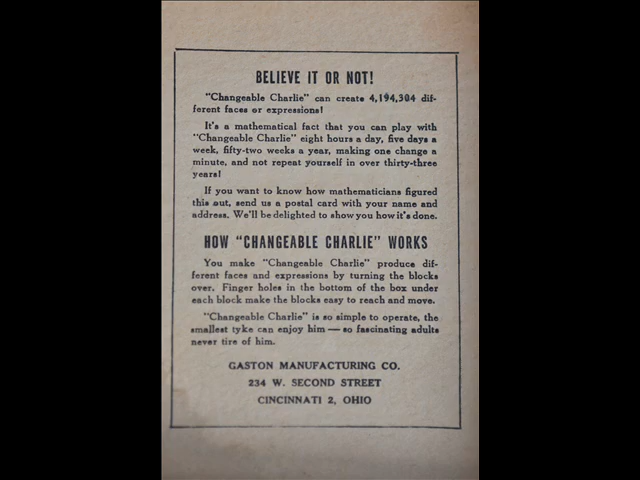 BELIEVE IT OR NOT!
"Changeable Charlie" can create 4,194,304 dif-
ferent faces or expressions!
It's a mathematical fact that you can play with
"Changeable Charlie" eight hours a day, five days a
week, fifty-two weeks a year, making one change a
minute, and not repeat yourself in over thirty-three
years!
If you want to know how mathematicians figured
this out, send us a postal card with your name and
address. We'll be delighted to show you how it's done.
HOW "CHANGEABLE CHARLIE" WORKS
You make "Changeable Charlie" produce dif-
ferent faces and expressions by turning the blocks
over. Finger holes in the bottom of the box under
each block make the blocks easy to reach and move.
"Changeable Charlie" is so simple to operate, the
smallest tyke can enjoy him — so fascinating adults
never tire of him.
GASTON MANUFACTURING CO.
234 W. SECOND STREET
CINCINNATI 2, OHIO